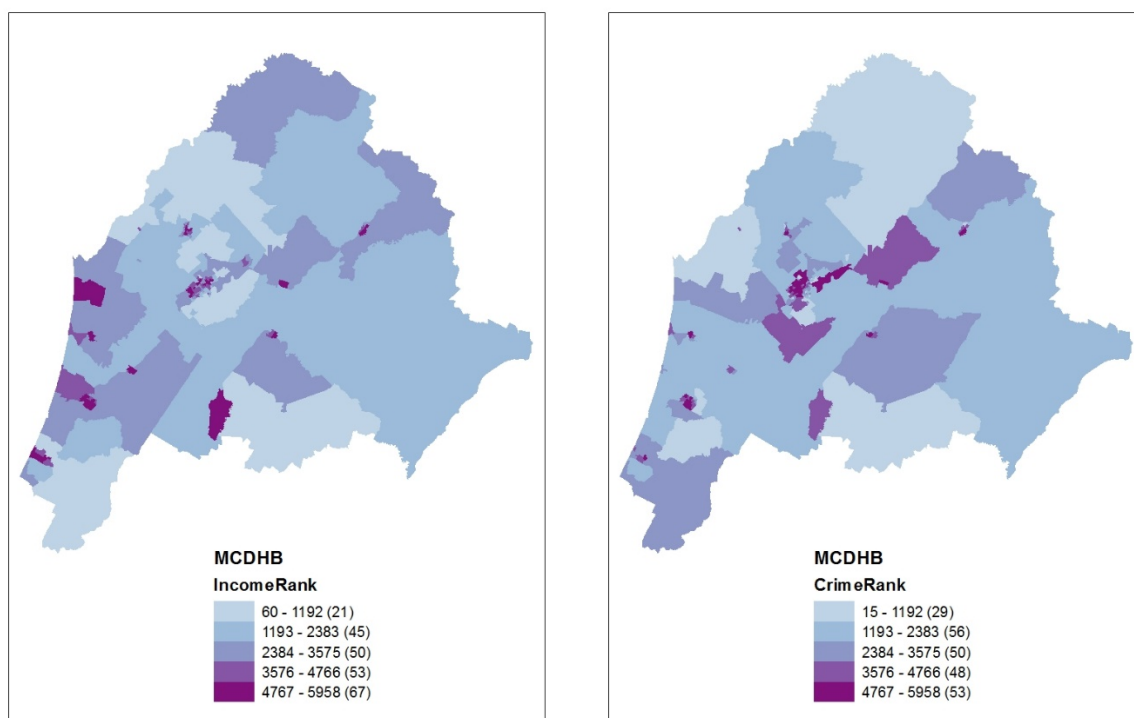 MCDHB
IncomeRank
60 - 1192 (21)
1193 - 2383 (45)
2384 - 3575 (50)
3576 - 4766 (53)
4767 - 5958 (67)
MCDHB
CrimeRank
15 - 1192 (29)
1193 - 2383 (56)
2384 - 3575 (50)
3576 - 4766 (48)
4767 - 5958 (53)